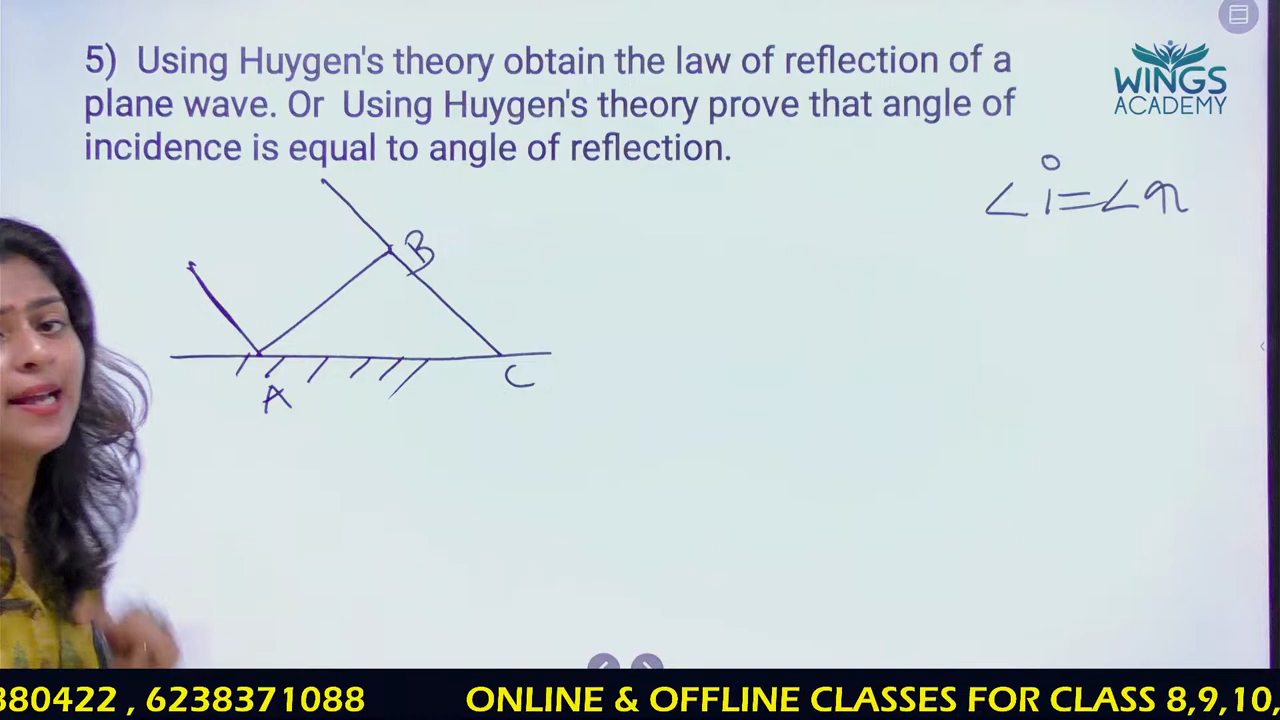 5) Using Huygen's theory obtain the law of reflection of a
plane wave. Or Using Huygen's theory prove that angle of
incidence is equal to angle of reflection.
WINGS
ACADEMY
∠i=∠r
B
A
C
380422 , 6238371088 ONLINE & OFFLINE CLASSES FOR CLASS 8,9,10,